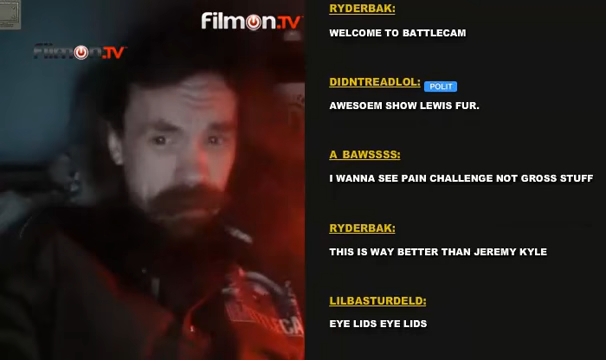 FilmOn.TV
FilmOn.TV
RYDERBAK:
WELCOME TO BATTLECAM
DIDNTREADLOL: POLIT
AWESOEM SHOW LEWIS FUR.
A_BAWSSSS:
I WANNA SEE PAIN CHALLENGE NOT GROSS STUFF
RYDERBAK:
THIS IS WAY BETTER THAN JEREMY KYLE
LILBASTURDELD:
EYE LIDS EYE LIDS